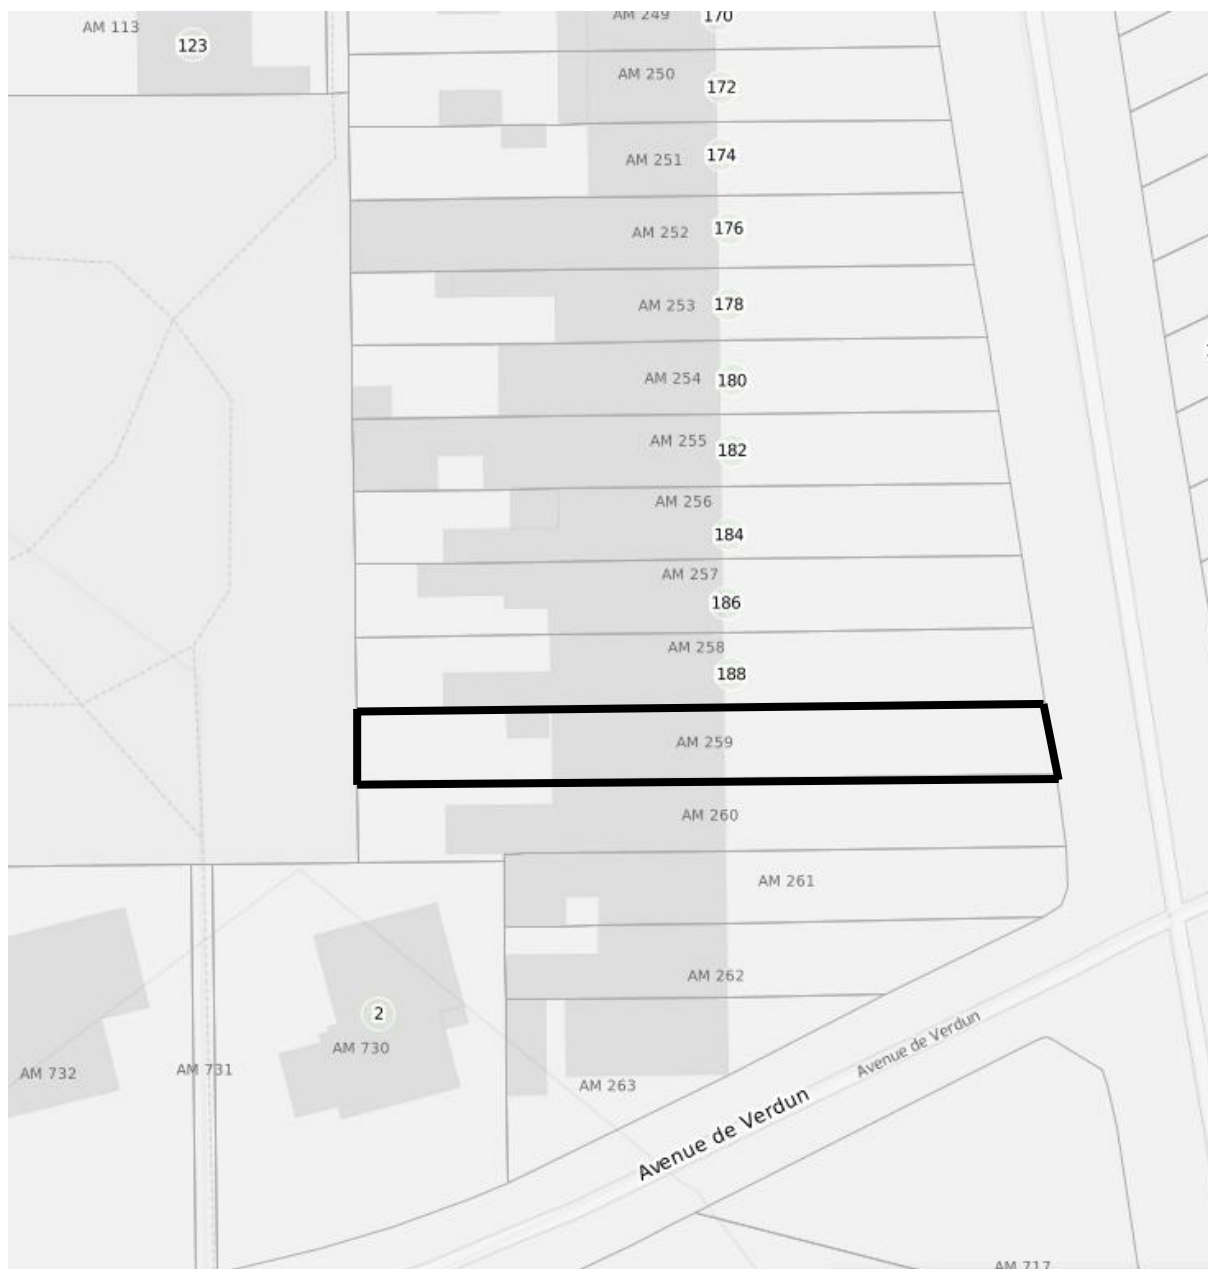 AM 249
170
AM 113
123
AM 250
172
AM 251
174
AM 252
176
AM 253
178
AM 254
180
AM 255
182
AM 256
184
AM 257
186
AM 258
188
AM 259
AM 260
AM 261
AM 262
2
AM 730
AM 731
AM 732
AM 263
Avenue de Verdun
Avenue de Verdun
AM 717